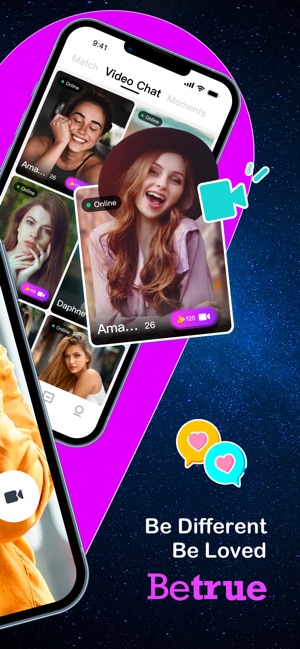 9:41
Match
Video Chat
Moments
Online
Online
Online
Online
Online
Ama... 26
Daphne
Ama... 26
125
Be Different
Be Loved
Betrue